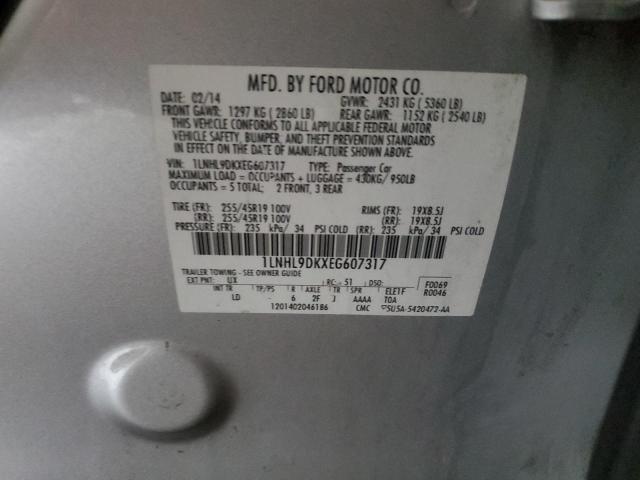 MFD. BY FORD MOTOR CO.
DATE: 02/14 GVWR: 2431 KG ( 5360 LB)
FRONT GAWR: 1297 KG ( 2860 LB) REAR GAWR: 1152 KG ( 2540 LB)
THIS VEHICLE CONFORMS TO ALL APPLICABLE FEDERAL MOTOR
VEHICLE SAFETY, BUMPER, AND THEFT PREVENTION STANDARDS
IN EFFECT ON THE DATE OF MANUFACTURE SHOWN ABOVE.
VIN: 1LNHL9DKXEG607317 TYPE: Passenger Car
MAXIMUM LOAD = OCCUPANTS + LUGGAGE = 430KG/ 950LB
OCCUPANTS = 5 TOTAL; 2 FRONT, 3 REAR
TIRE (FR): 255/45R19 100V RIMS (FR): 19X8.5J
(RR): 255/45R19 100V (RR): 19X8.5J
PRESSURE (FR): 235 kPa/ 34 PSI COLD (RR): 235 kPa/ 34 PSI COLD
1LNHL9DKXEG607317
TRAILER TOWING - SEE OWNER GUIDE
EXT PNT: UX RC: 51 DSO: F0069
INT TR TP/PS R AXLE TR SPR ELE1F R0046
LD 6 2F J AAAA TOA
12014020461B6 CMC 5U5A-5420472-AA